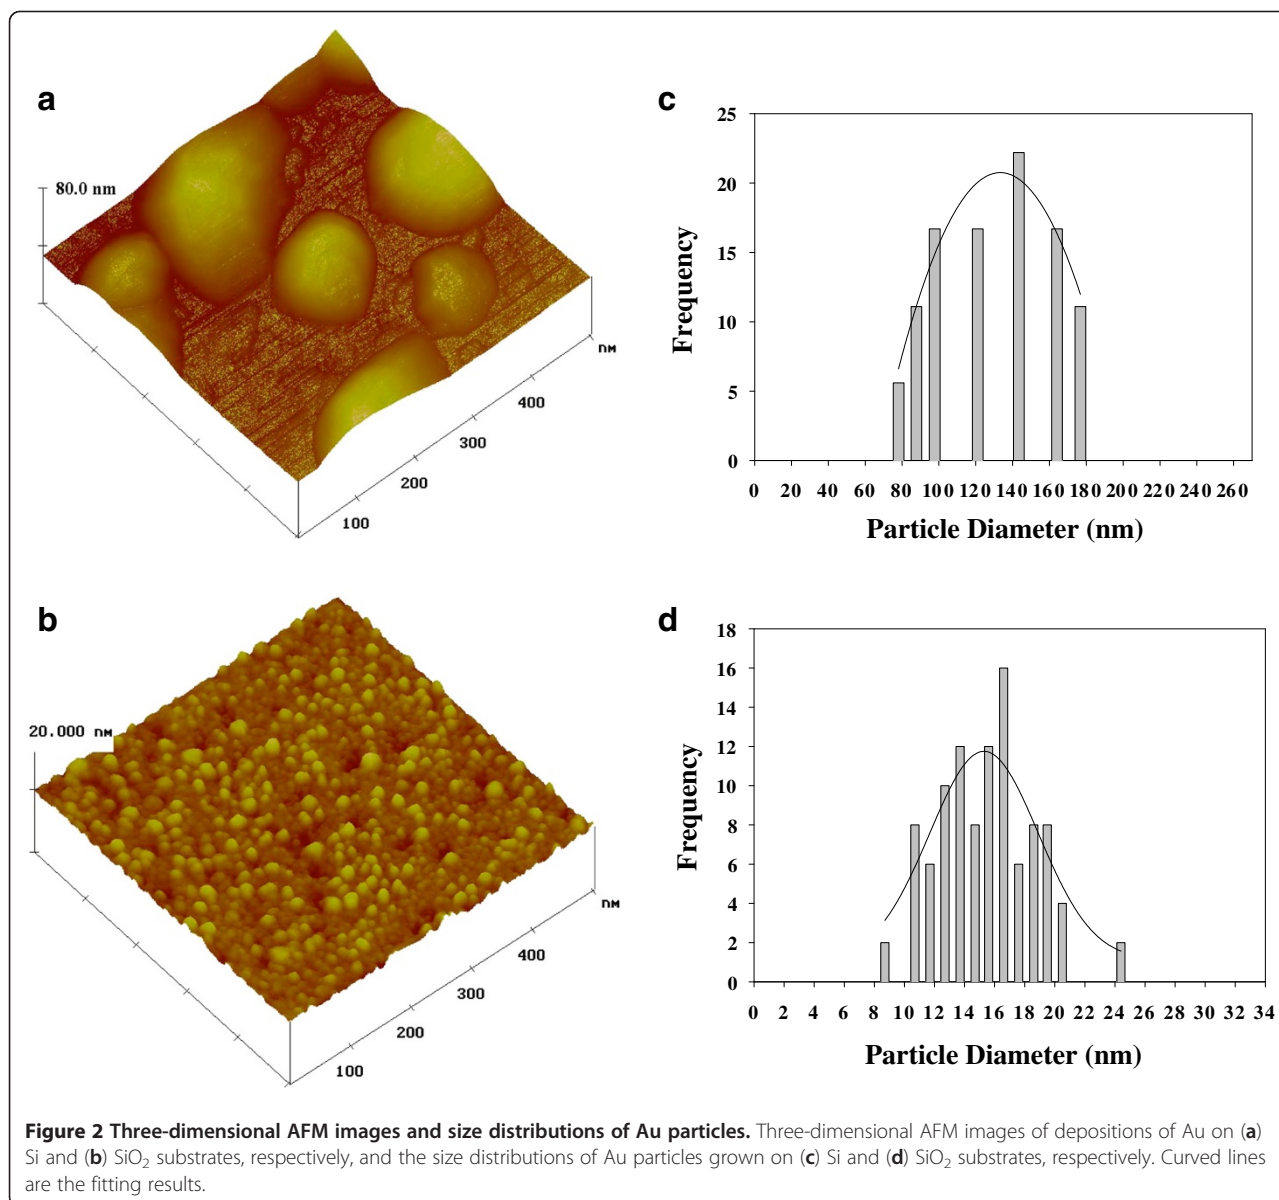 a
80.0 nm
100
200
300
400
nM
c
25
20
15
10
5
0
Frequency
0 20 40 60 80 100 120 140 160 180 200 220 240 260
Particle Diameter (nm)
b
20.000 nM
100
200
300
400
nM
d
18
16
14
12
10
8
6
4
2
0
Frequency
0 2 4 6 8 10 12 14 16 18 20 22 24 26 28 30 32 34
Particle Diameter (nm)
Figure 2 Three-dimensional AFM images and size distributions of Au particles. Three-dimensional AFM images of depositions of Au on (a)
Si and (b) SiO₂ substrates, respectively, and the size distributions of Au particles grown on (c) Si and (d) SiO₂ substrates, respectively. Curved lines
are the fitting results.